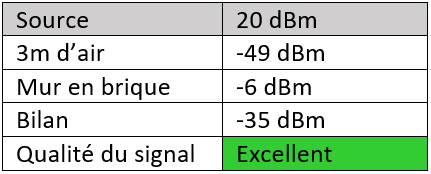 Source 20 dBm
3m d’air -49 dBm
Mur en brique -6 dBm
Bilan -35 dBm
Qualité du signal Excellent